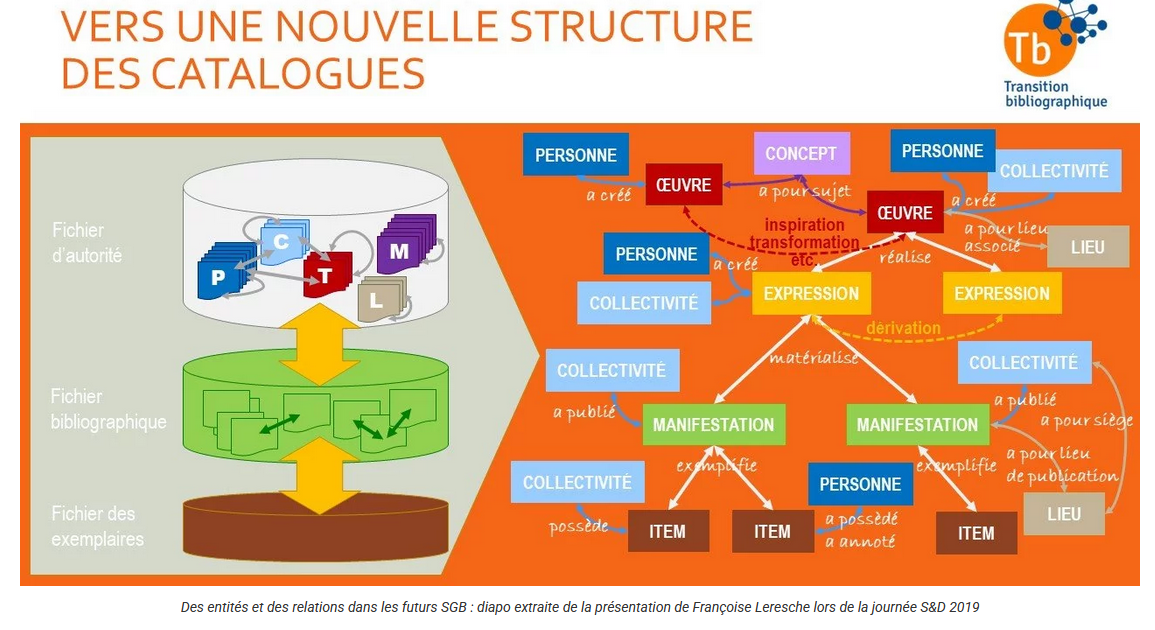 VERS UNE NOUVELLE STRUCTURE
DES CATALOGUES
Tb
Transition
bibliographique
Fichier
d'autorité
P
C
T
M
L
Fichier
bibliographique
Fichier des
exemplaires
PERSONNE
CONCEPT
PERSONNE
COLLECTIVITÉ
a créé
ŒUVRE
a pour sujet
a créé
ŒUVRE
inspiration
transformation
etc.
a pour lieu
associé
LIEU
réalise
PERSONNE
a créé
COLLECTIVITÉ
EXPRESSION
EXPRESSION
dérivation
matérialise
COLLECTIVITÉ
a publié
MANIFESTATION
COLLECTIVITÉ
a publié
a pour siège
MANIFESTATION
a pour lieu
de publication
exemplifie
exemplifie
COLLECTIVITÉ
possède
ITEM
ITEM
PERSONNE
a possèdé
a annoté
ITEM
LIEU
Des entités et des relations dans les futurs SGB : diapo extraite de la présentation de Françoise Leresche lors de la journée S&D 2019